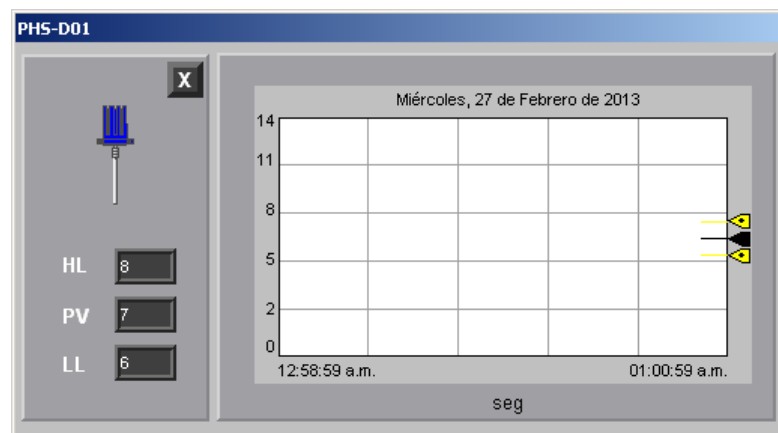 PHS-D01
X
HL 8
PV 7
LL 6
Miércoles, 27 de Febrero de 2013
14
11
8
5
2
0
12:58:59 a.m. 01:00:59 a.m.
seg